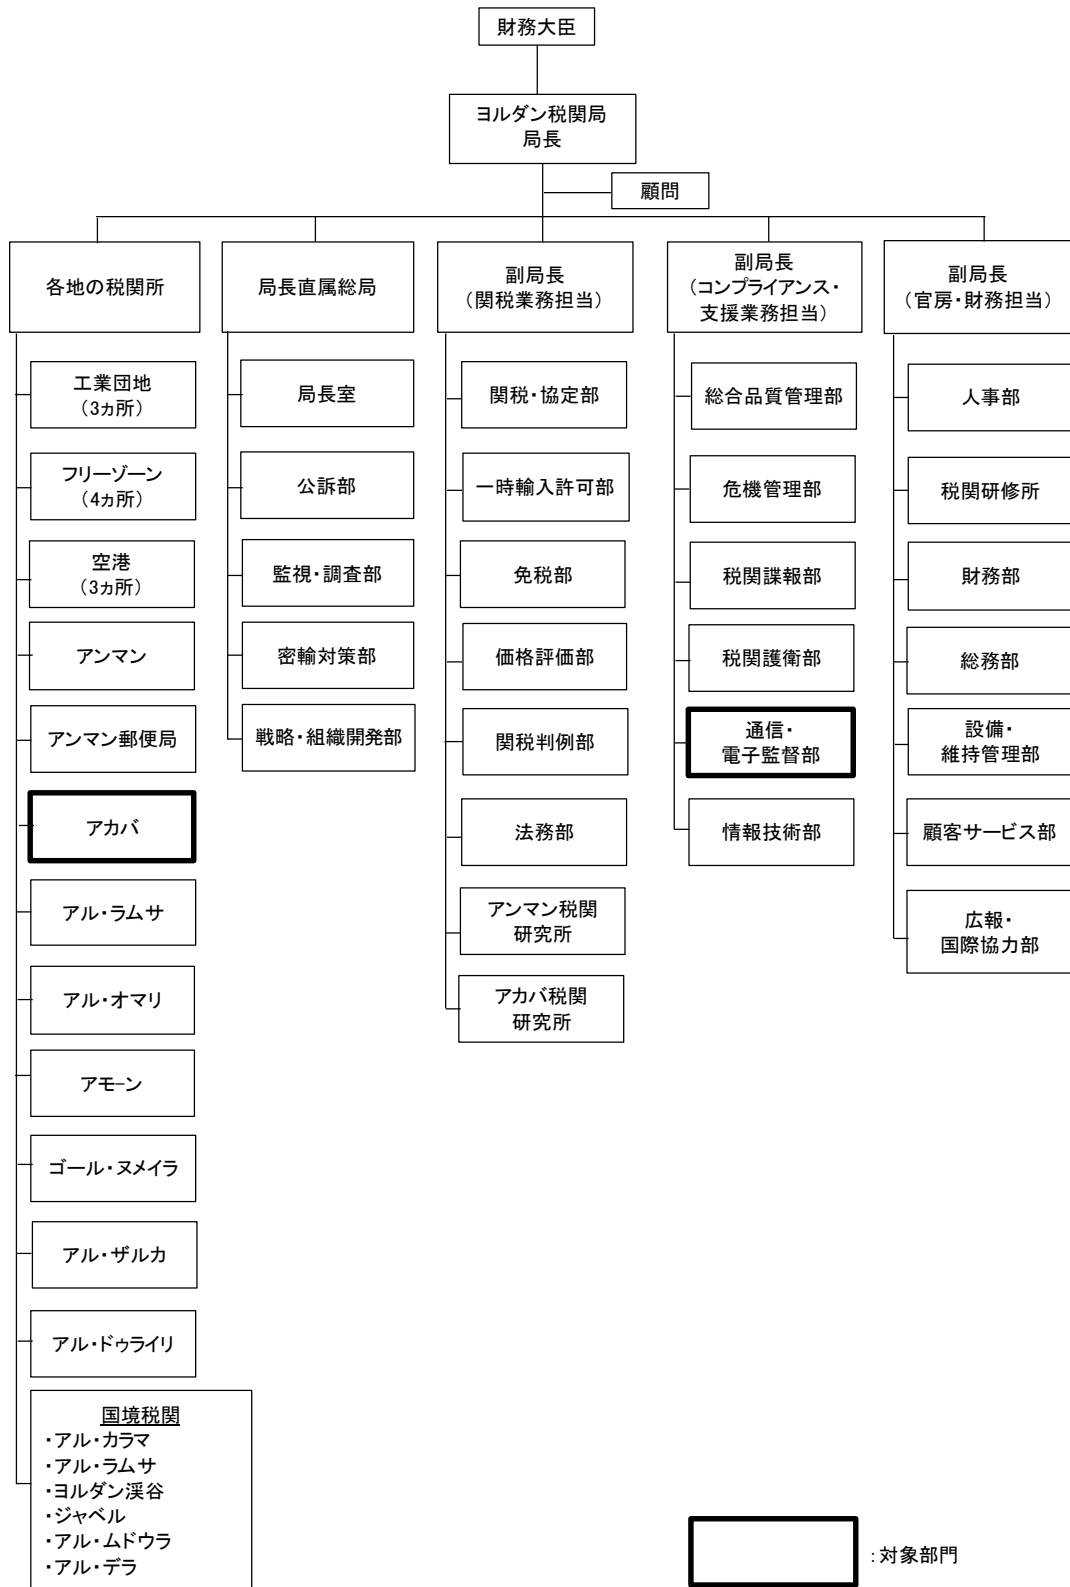 財務大臣
ヨルダン税関局
局長
顧問
各地の税関所
局長直属総局
副局長
（関税業務担当）
副局長
（コンプライアンス・
支援業務担当）
副局長
（官房・財務担当）
工業団地
（3ヵ所）
フリーゾーン
（4ヵ所）
空港
（3ヵ所）
アンマン
アンマン郵便局
アカバ
アル・ラムサ
アル・オマリ
アモーン
ゴール・ヌメイラ
アル・ザルカ
アル・ドゥライリ
国境税関
・アル・カラマ
・アル・ラムサ
・ヨルダン渓谷
・ジャベル
・アル・ムドウラ
・アル・デラ
局長室
公訴部
監視・調査部
密輸対策部
戦略・組織開発部
関税・協定部
一時輸入許可部
免税部
価格評価部
関税判例部
法務部
アンマン税関
研究所
アカバ税関
研究所
総合品質管理部
危機管理部
税関諜報部
税関護衛部
通信・
電子監督部
情報技術部
人事部
税関研修所
財務部
総務部
設備・
維持管理部
顧客サービス部
広報・
国際協力部
：対象部門